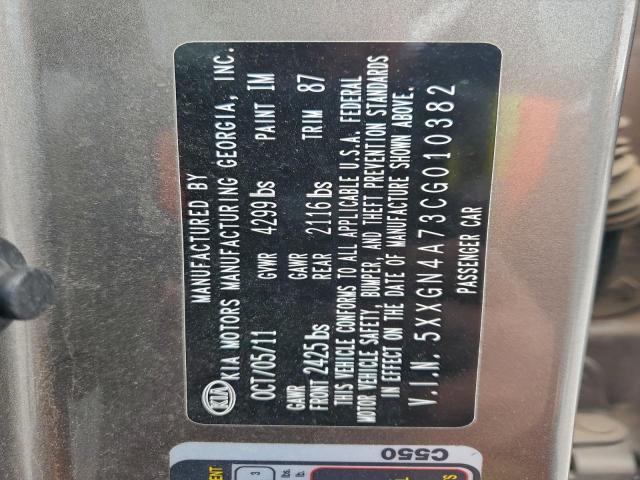 MANUFACTURED BY
KIA KIA MOTORS MANUFACTURING GEORGIA, INC.
OCT/05/11 GVWR 4299 lbs PAINT IM
GAWR GAWR
FRONT 2425 lbs REAR 2116 lbs TRIM 87
THIS VEHICLE CONFORMS TO ALL APPLICABLE U.S.A. FEDERAL
MOTOR VEHICLE SAFETY, BUMPER, AND THEFT PREVENTION STANDARDS
IN EFFECT ON THE DATE OF MANUFACTURE SHOWN ABOVE.
V.I.N. 5XXGN4A73CG010382
PASSENGER CAR
C550
3